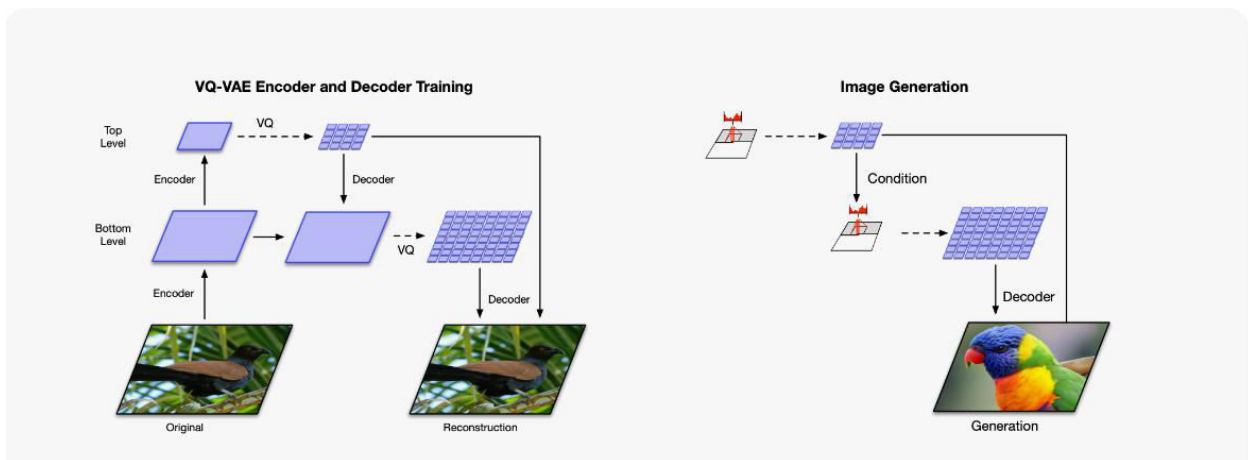 VQ-VAE Encoder and Decoder Training
Top
Level
VQ
Encoder
Decoder
Bottom
Level
VQ
Encoder
Decoder
Original
Reconstruction
Image Generation
Condition
Decoder
Generation